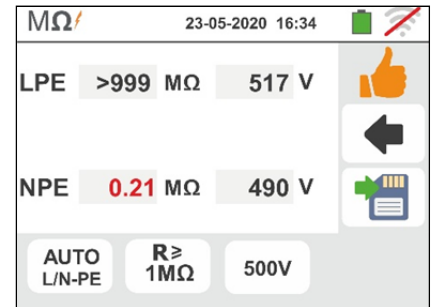 MΩ 23-05-2020 16:34
LPE >999 MΩ 517 V
NPE 0.21 MΩ 490 V
AUTO L/N-PE
R≥ 1MΩ
500V